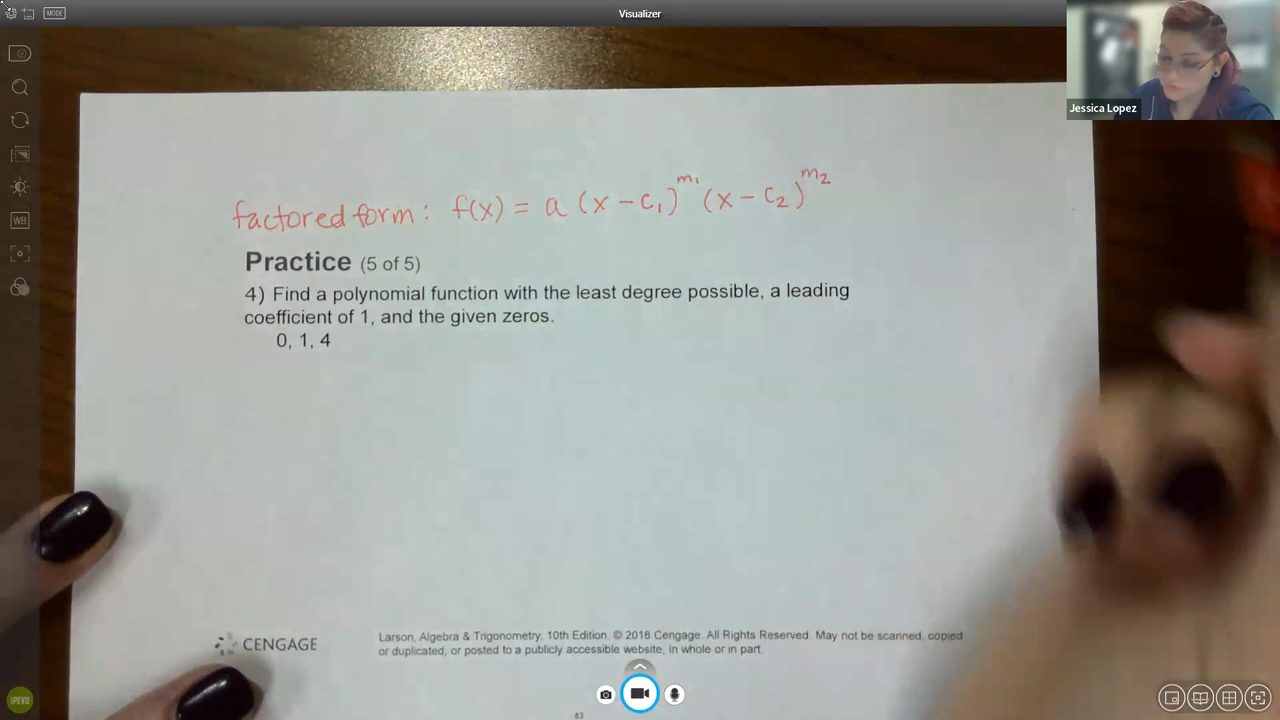 MODE
Visualizer
WB
Jessica Lopez
factored form: f(x) = a (x - c₁)^m₁ (x - c₂)^m₂
Practice (5 of 5)
4) Find a polynomial function with the least degree possible, a leading
coefficient of 1, and the given zeros.
0, 1, 4
CENGAGE
Larson, Algebra & Trigonometry, 10th Edition. © 2018 Cengage. All Rights Reserved. May not be scanned, copied
or duplicated, or posted to a publicly accessible website, in whole or in part.
IPEVO
63